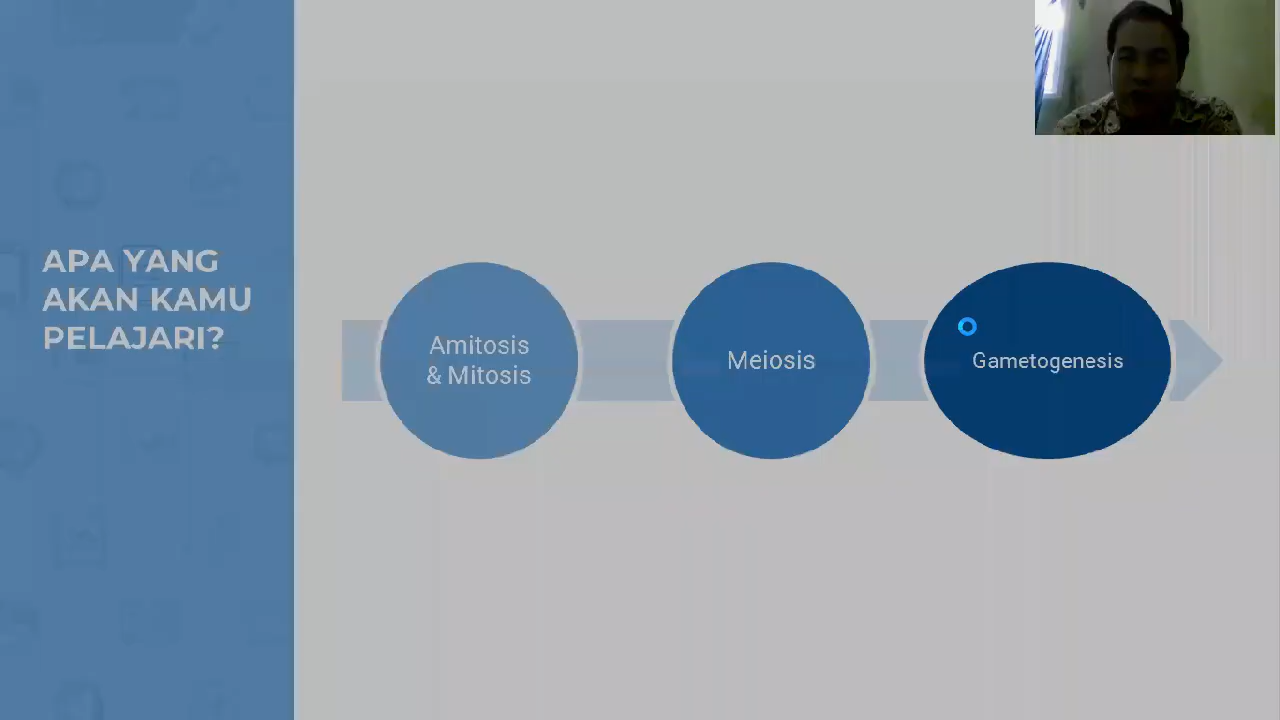 APA YANG
AKAN KAMU
PELAJARI?
Amitosis
& Mitosis
Meiosis
Gametogenesis